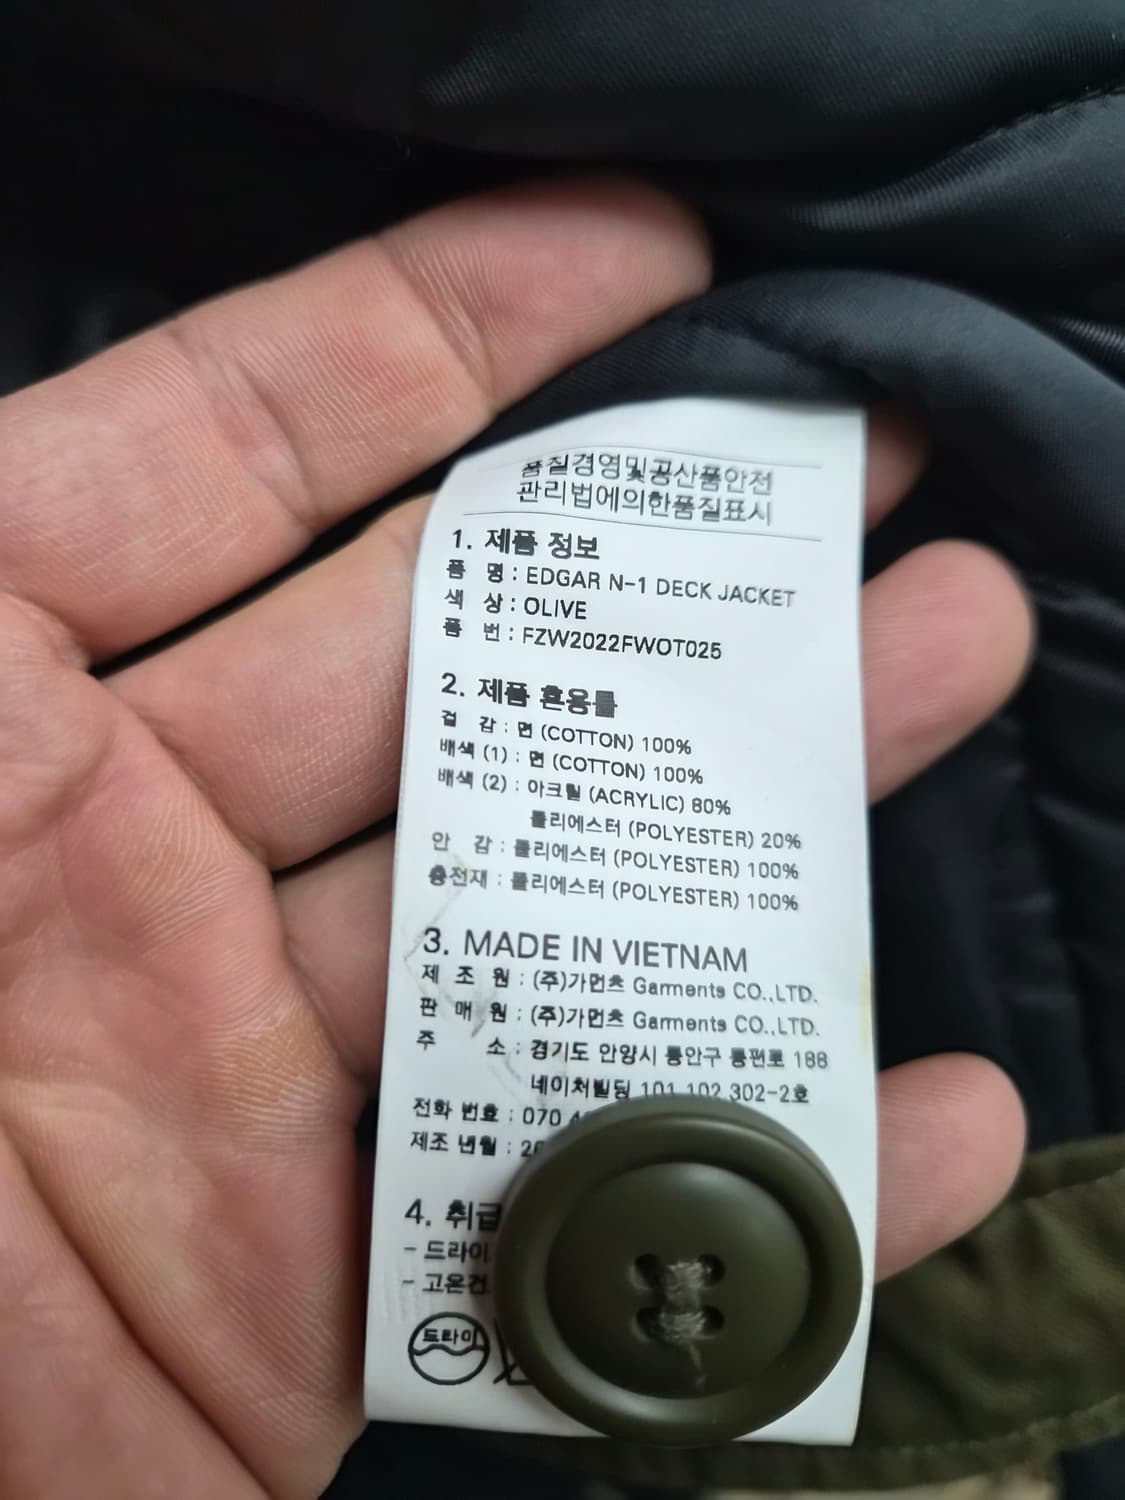 품질경영및공산품안전
관리법에의한품질표시
1. 제품 정보
품 명 : EDGAR N-1 DECK JACKET
색 상 : OLIVE
품 번 : FZW2022FWOT025
2. 제품 혼용률
겉 감 : 면 (COTTON) 100%
배색 (1) : 면 (COTTON) 100%
배색 (2) : 아크릴 (ACRYLIC) 80%
폴리에스터 (POLYESTER) 20%
안 감 : 폴리에스터 (POLYESTER) 100%
충전재 : 폴리에스터 (POLYESTER) 100%
3. MADE IN VIETNAM
제 조 원 : (주)가먼츠 Garments CO.,LTD.
판 매 원 : (주)가먼츠 Garments CO.,LTD.
주 소 : 경기도 안양시 동안구 동편로 188
네이처빌딩 101 102 302-2호
전화 번호 : 070
제조 년월 : 20
4. 취급
- 드라이
- 고온건
드라이